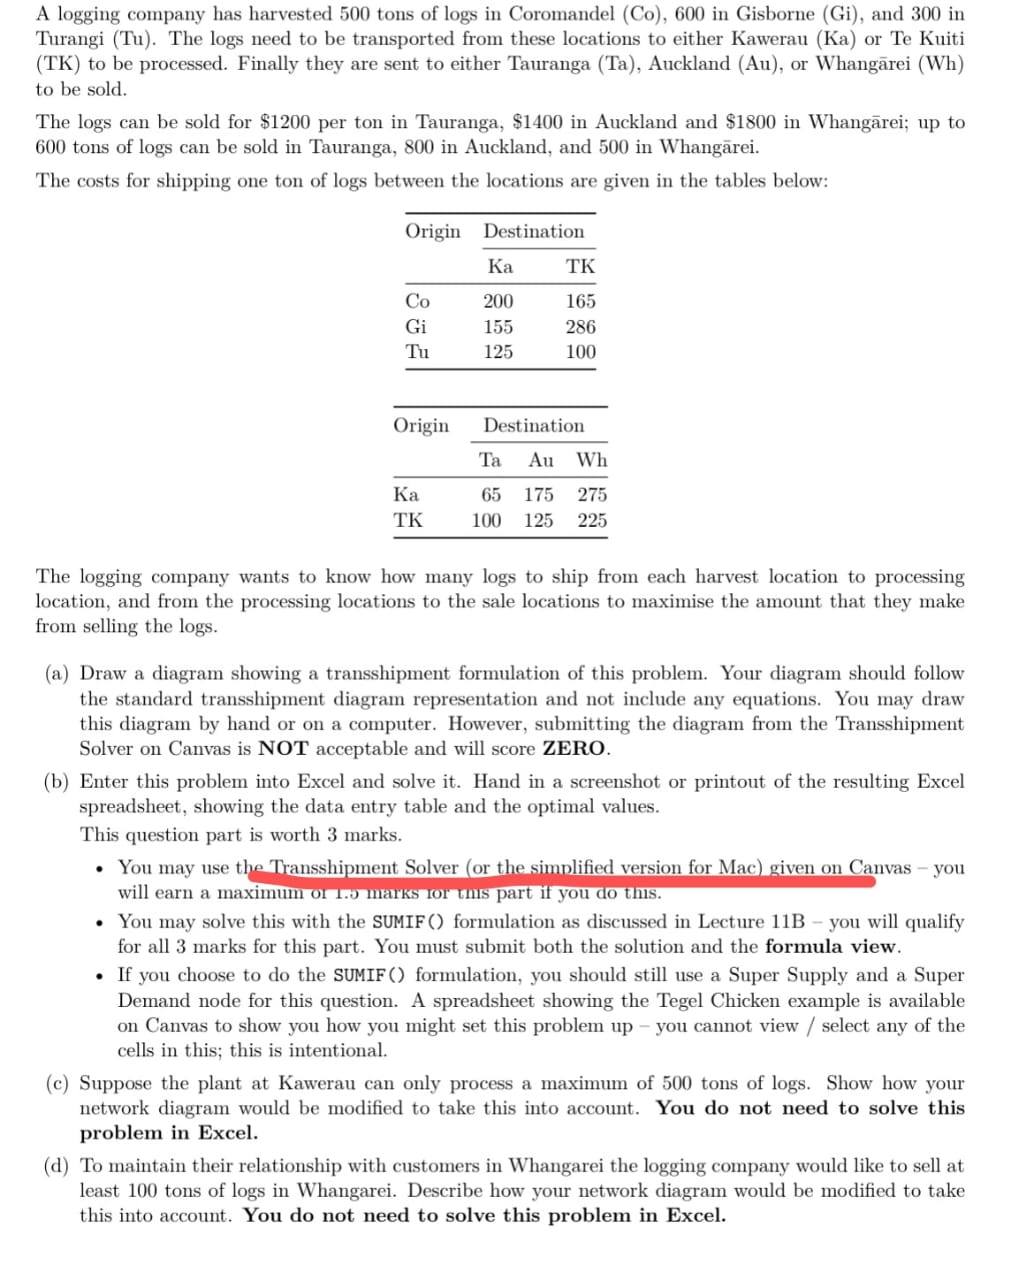 A logging company has harvested 500 tons of logs in Coromandel (Co), 600 in Gisborne (Gi), and 300 in
Turangi (Tu). The logs need to be transported from these locations to either Kawerau (Ka) or Te Kuiti
(TK) to be processed. Finally they are sent to either Tauranga (Ta), Auckland (Au), or Whangārei (Wh)
to be sold.
The logs can be sold for $1200 per ton in Tauranga, $1400 in Auckland and $1800 in Whangārei; up to
600 tons of logs can be sold in Tauranga, 800 in Auckland, and 500 in Whangārei.
The costs for shipping one ton of logs between the locations are given in the tables below:
Origin Destination
Ka TK
Co 200 165
Gi 155 286
Tu 125 100
Origin Destination
Ta Au Wh
Ka 65 175 275
TK 100 125 225
The logging company wants to know how many logs to ship from each harvest location to processing
location, and from the processing locations to the sale locations to maximise the amount that they make
from selling the logs.
(a) Draw a diagram showing a transshipment formulation of this problem. Your diagram should follow
the standard transshipment diagram representation and not include any equations. You may draw
this diagram by hand or on a computer. However, submitting the diagram from the Transshipment
Solver on Canvas is NOT acceptable and will score ZERO.
(b) Enter this problem into Excel and solve it. Hand in a screenshot or printout of the resulting Excel
spreadsheet, showing the data entry table and the optimal values.
This question part is worth 3 marks.
• You may use the Transshipment Solver (or the simplified version for Mac) given on Canvas – you
will earn a maximum of 1.5 marks for this part if you do this.
• You may solve this with the SUMIF() formulation as discussed in Lecture 11B – you will qualify
for all 3 marks for this part. You must submit both the solution and the formula view.
• If you choose to do the SUMIF() formulation, you should still use a Super Supply and a Super
Demand node for this question. A spreadsheet showing the Tegel Chicken example is available
on Canvas to show you how you might set this problem up – you cannot view / select any of the
cells in this; this is intentional.
(c) Suppose the plant at Kawerau can only process a maximum of 500 tons of logs. Show how your
network diagram would be modified to take this into account. You do not need to solve this
problem in Excel.
(d) To maintain their relationship with customers in Whangarei the logging company would like to sell at
least 100 tons of logs in Whangarei. Describe how your network diagram would be modified to take
this into account. You do not need to solve this problem in Excel.